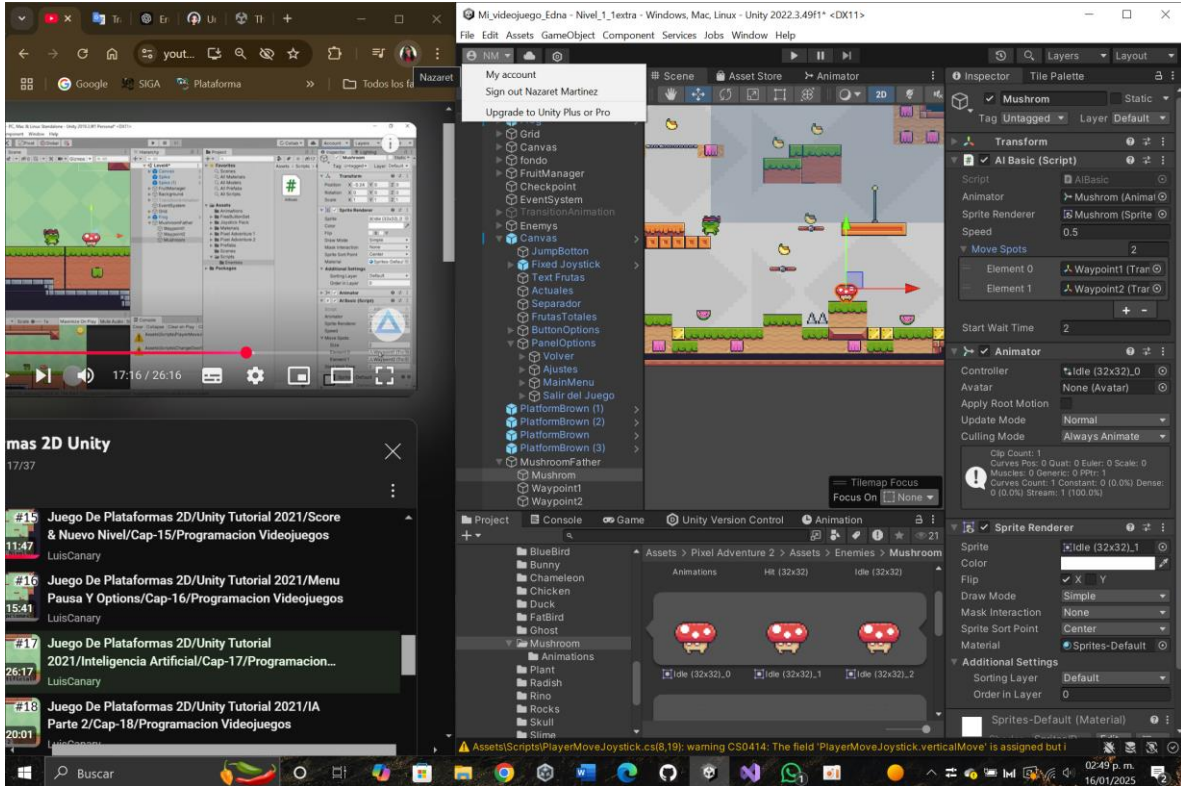 yout...
Google
SIGA
Plataforma
»
Todos los fa
Nazaret
17:16 / 26:16
mas 2D Unity
17/37
#15
Juego De Plataformas 2D/Unity Tutorial 2021/Score
& Nuevo Nivel/Cap-15/Programacion Videojuegos
11:47
LuisCanary
#16
Juego De Plataformas 2D/Unity Tutorial 2021/Menu
Pausa Y Options/Cap-16/Programacion Videojuegos
15:41
LuisCanary
#17
Juego De Plataformas 2D/Unity Tutorial
2021/Inteligencia Artificial/Cap-17/Programacion...
26:17
LuisCanary
#18
Juego De Plataformas 2D/Unity Tutorial 2021/IA
Parte 2/Cap-18/Programacion Videojuegos
20:01
LuisCanary
Mi_videojuego_Edna - Nivel_1_1extra - Windows, Mac, Linux - Unity 2022.3.49f1* <DX11>
File Edit Assets GameObject Component Services Jobs Window Help
NM
Layers
Layout
My account
Sign out Nazaret Martinez
Upgrade to Unity Plus or Pro
Scene
Asset Store
Animator
2D
Grid
Canvas
fondo
FruitManager
Checkpoint
EventSystem
TransitionAnimation
Enemys
Canvas
JumpBotton
Fixed Joystick
Text Frutas
Actuales
Separador
FrutasTotales
ButtonOptions
PanelOptions
Volver
Ajustes
MainMenu
Salir del Juego
PlatformBrown (1)
PlatformBrown (2)
PlatformBrown
PlatformBrown (3)
MushroomFather
Mushrom
Waypoint1
Waypoint2
Tilemap Focus
Focus On None
Inspector Tile Palette
Mushrom Static
Tag Untagged Layer Default
Transform
AI Basic (Script)
Script AIBasic
Animator Mushrom (Animat
Sprite Renderer Mushrom (Sprite
Speed 0.5
Move Spots 2
Element 0 Waypoint1 (Tran
Element 1 Waypoint2 (Trar
+ -
Start Wait Time 2
Animator
Controller Idle (32x32)_0
Avatar None (Avatar)
Apply Root Motion
Update Mode Normal
Culling Mode Always Animate
Clip Count: 1
Curves Pos: 0 Quat: 0 Euler: 0 Scale: 0
Muscles: 0 Generic: 0 PPtr: 1
Curves Count: 1 Constant: 0 (0.0%) Dense:
0 (0.0%) Stream: 1 (100.0%)
Sprite Renderer
Sprite Idle (32x32)_1
Color
Flip X Y
Draw Mode Simple
Mask Interaction None
Sprite Sort Point Center
Material Sprites-Default
Additional Settings
Sorting Layer Default
Order in Layer 0
Sprites-Default (Material)
Project
Console
Game
Unity Version Control
Animation
21
BlueBird
Bunny
Chameleon
Chicken
Duck
FatBird
Ghost
Mushroom
Animations
Plant
Radish
Rino
Rocks
Skull
Slime
Assets > Pixel Adventure 2 > Assets > Enemies > Mushroom
Animations
Hit (32x32)
Idle (32x32)
Idle (32x32)_0
Idle (32x32)_1
Idle (32x32)_2
Assets\Scripts\PlayerMoveJoystick.cs(8,19): warning CS0414: The field 'PlayerMoveJoystick.verticalMove' is assigned but i
Buscar
02:49 p. m.
16/01/2025